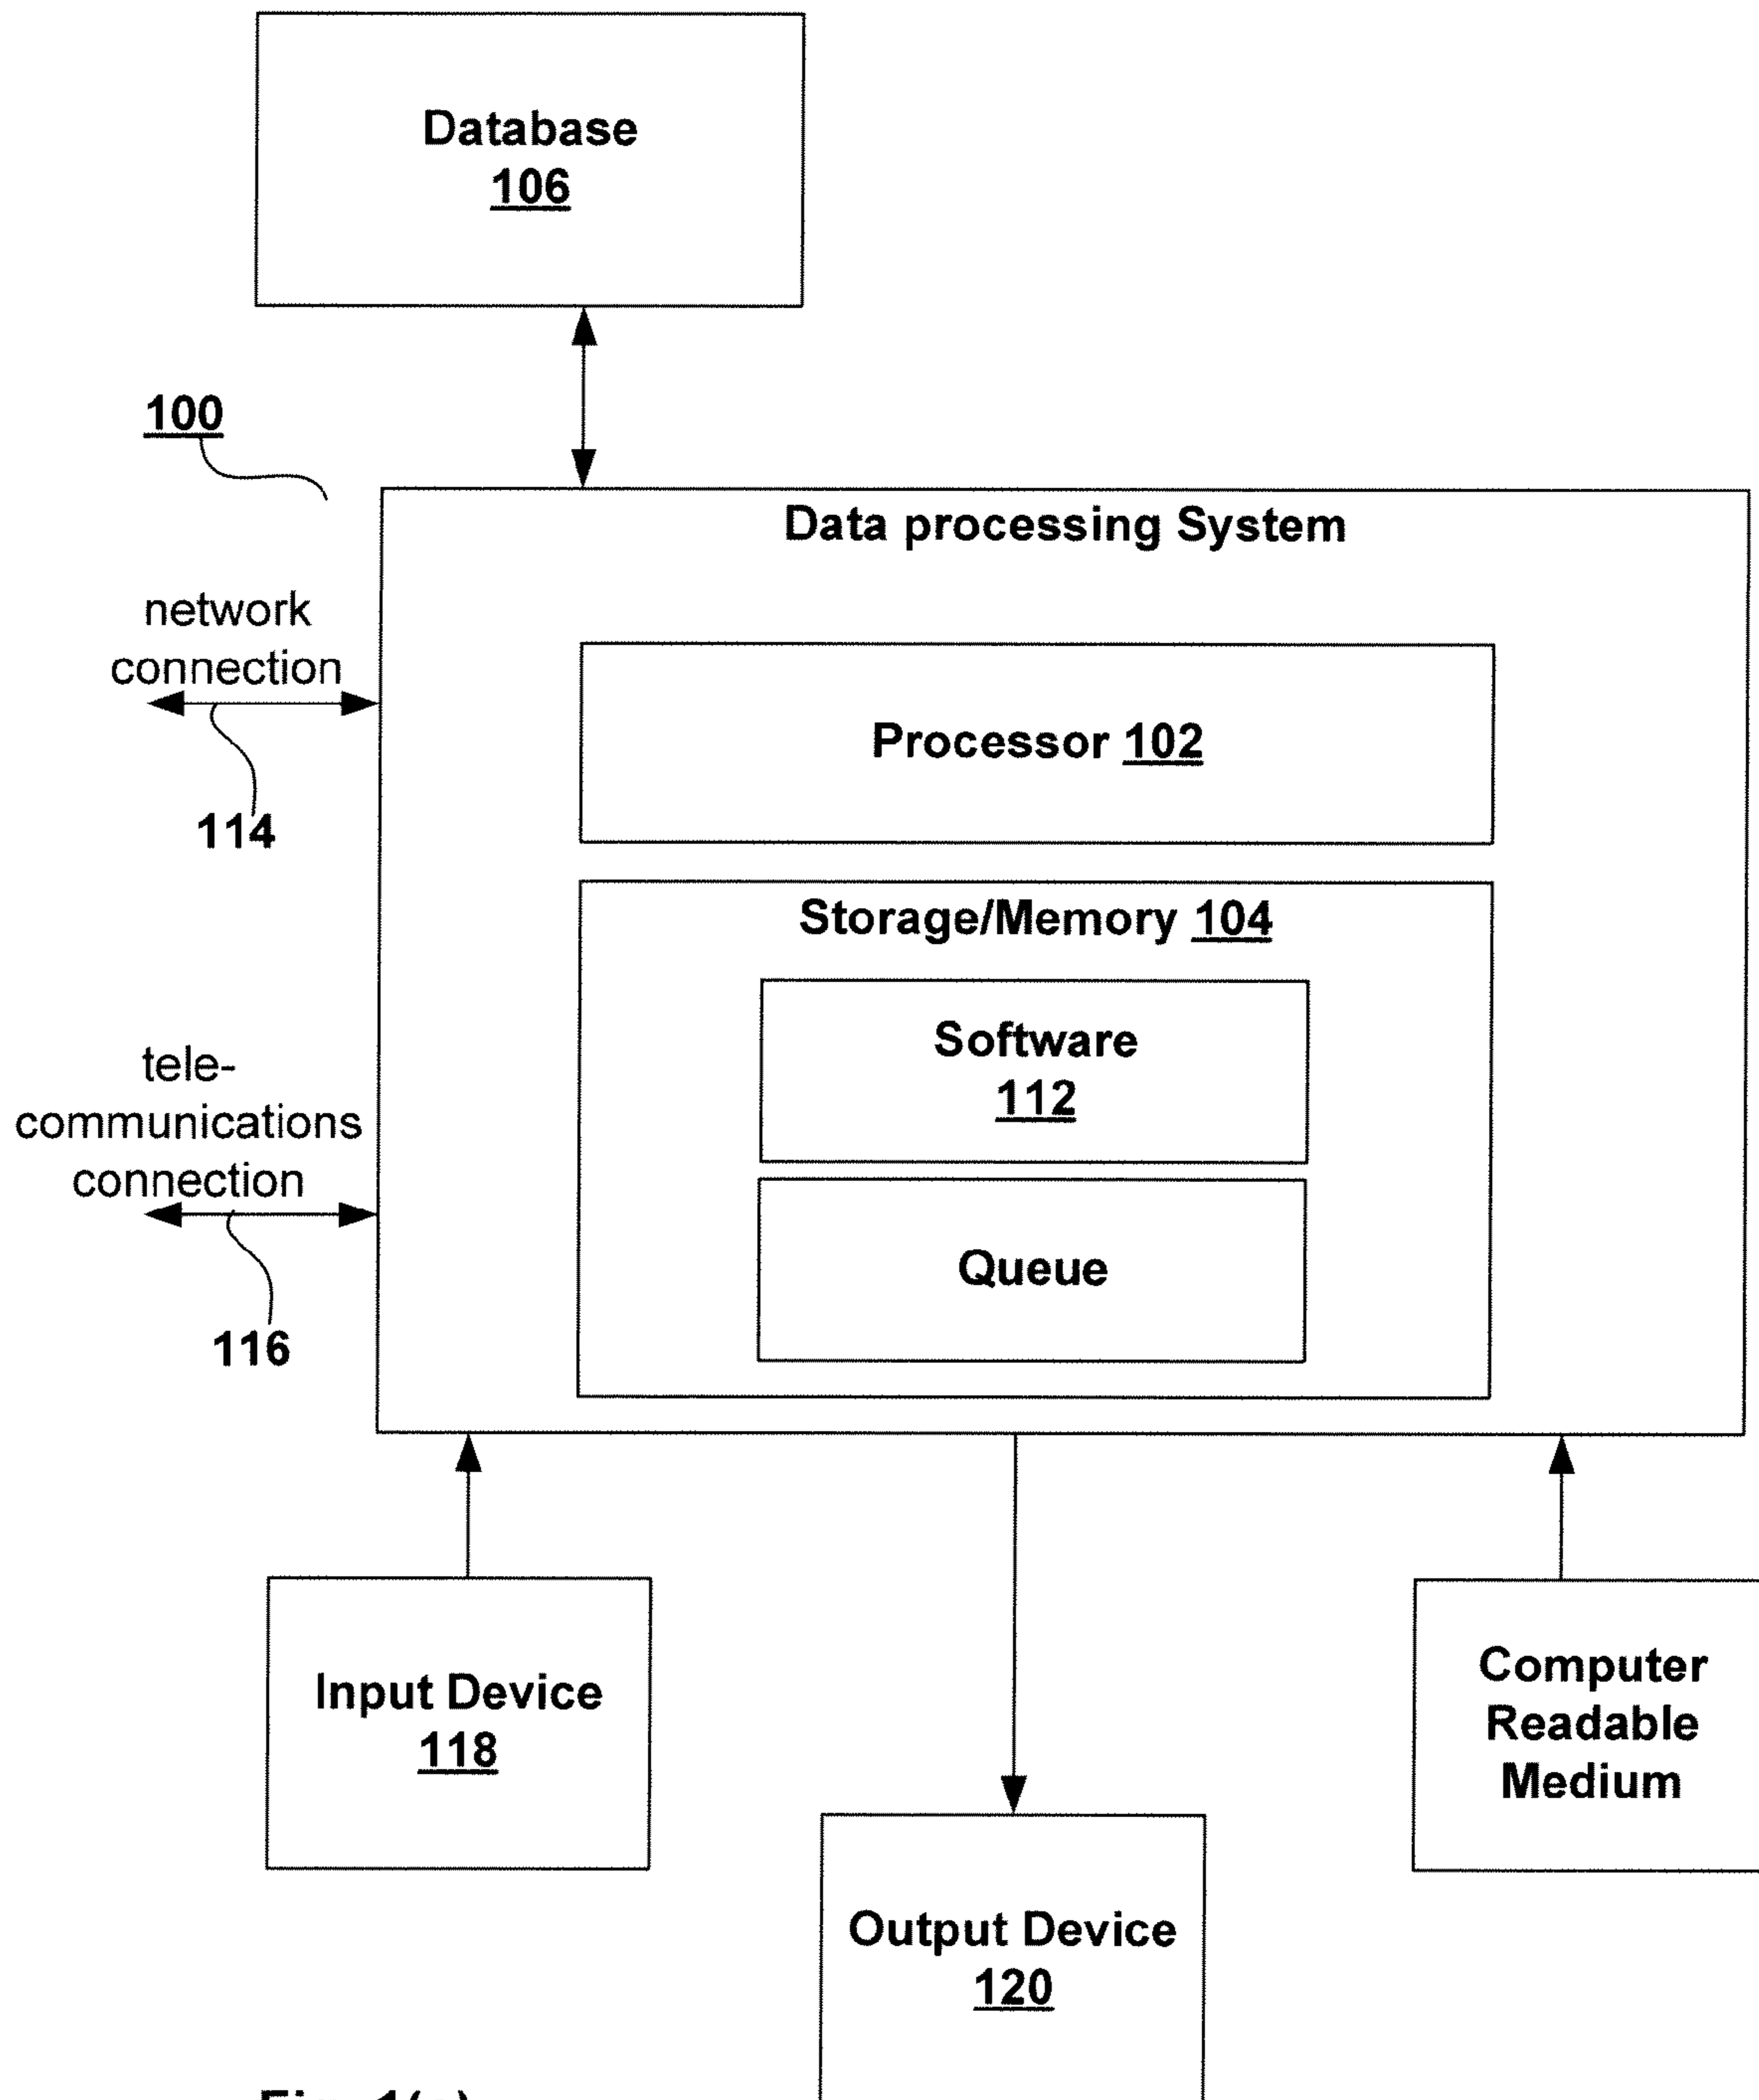 Database
106
100
Data processing System
network
connection
114
Processor 102
Storage/Memory 104
Software
112
Queue
tele-
communications
connection
116
Input Device
118
Computer
Readable
Medium
Output Device
120